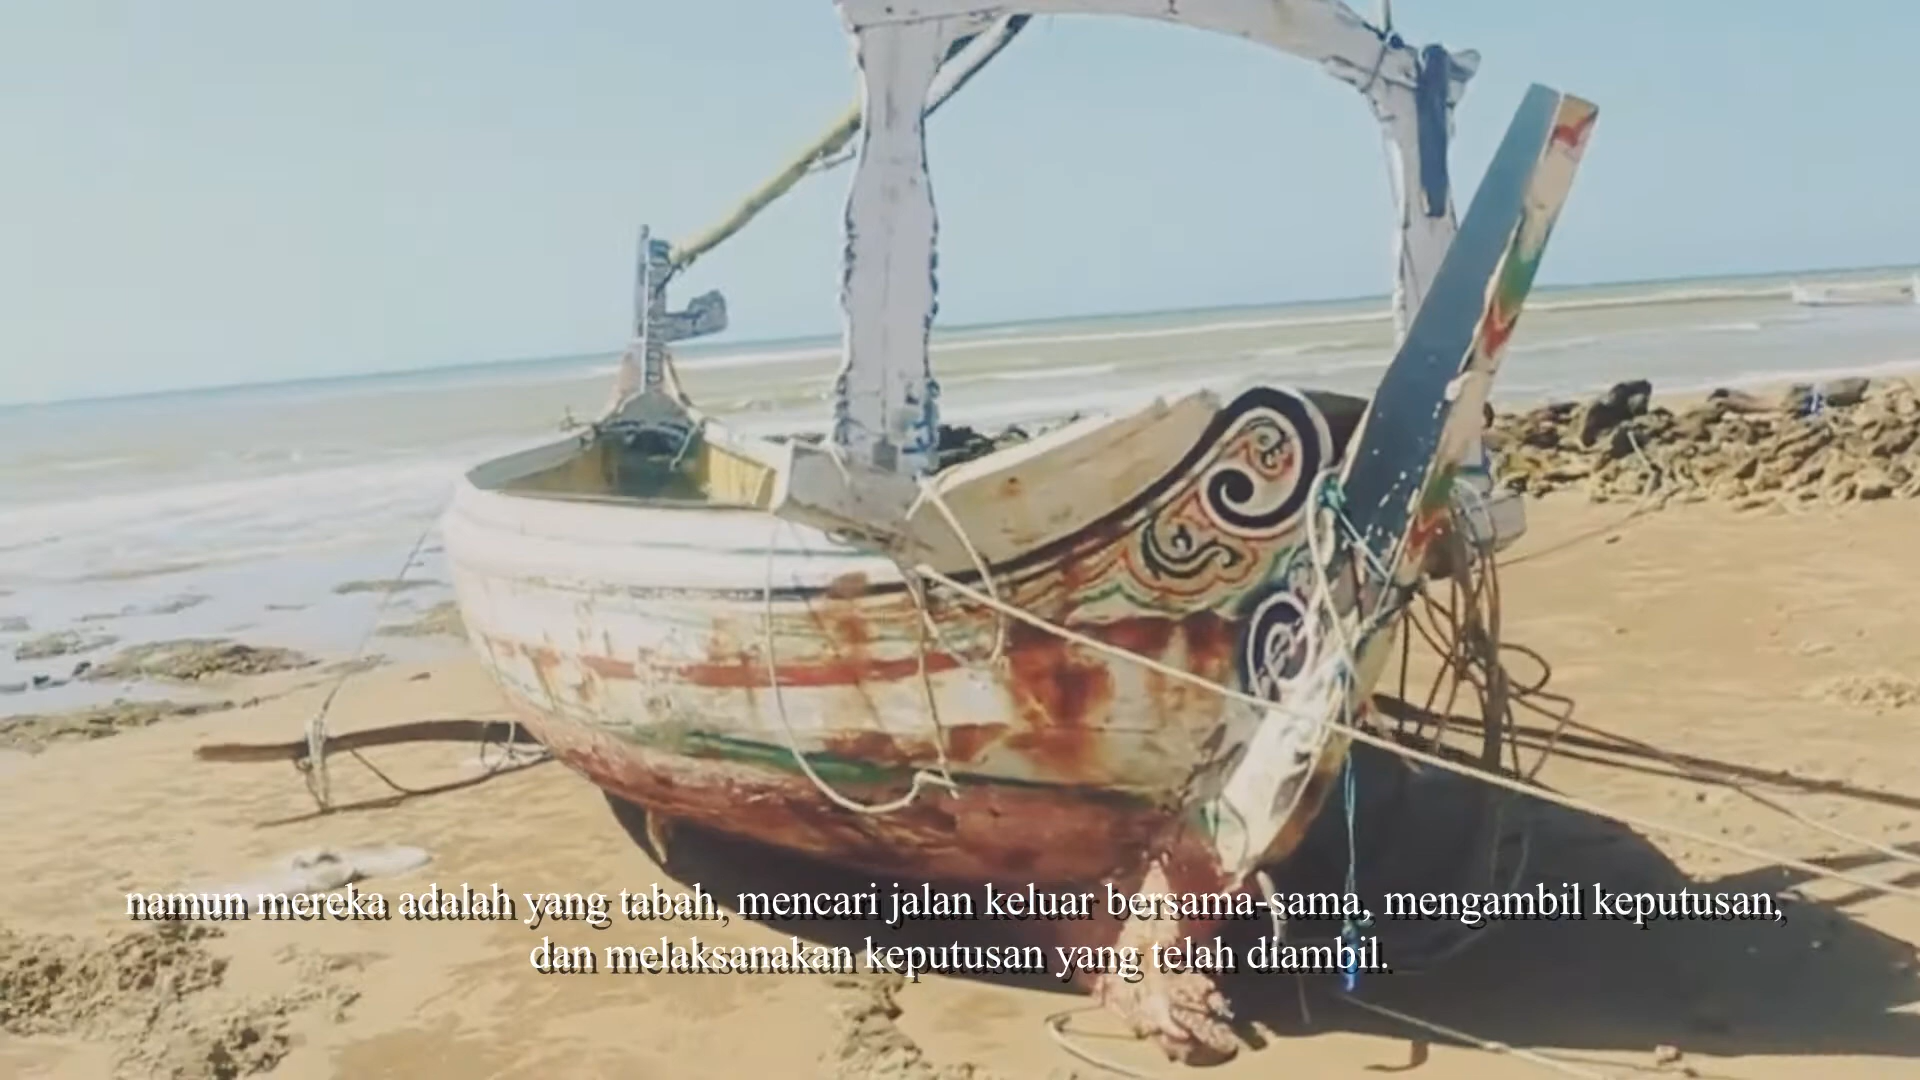 namun mereka adalah yang tabah, mencari jalan keluar bersama-sama, mengambil keputusan,
dan melaksanakan keputusan yang telah diambil.